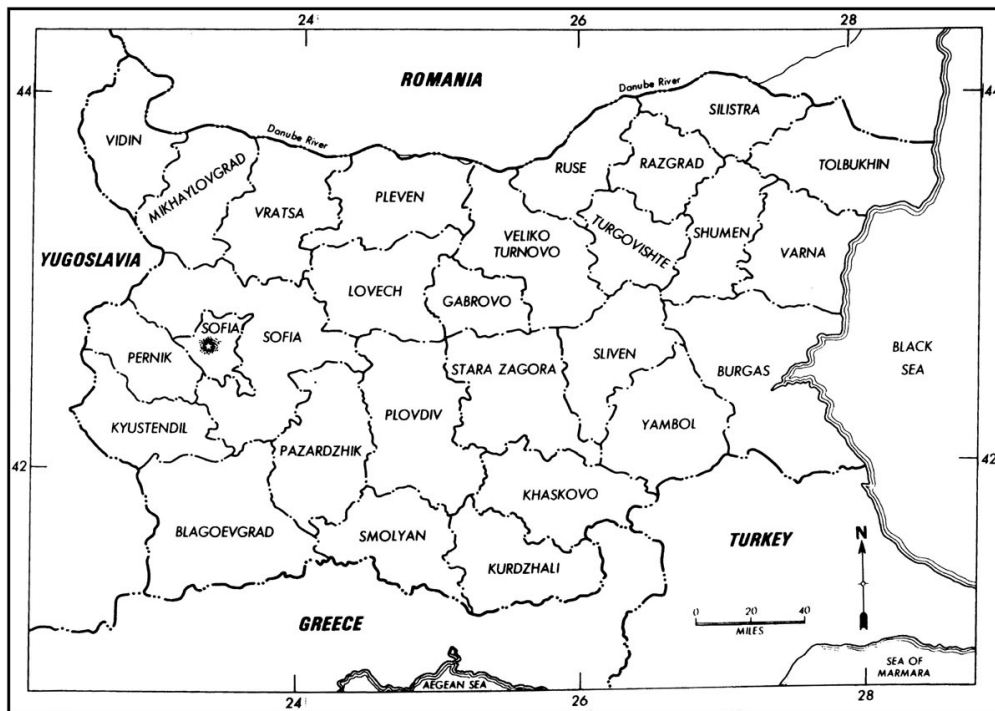 24
26
28
ROMANIA
44
44
Danube River
SILISTRA
Danube River
VIDIN
RUSE
RAZGRAD
TOLBUKHIN
MIKHAYLOVGRAD
PLEVEN
VRATSA
TURGOVISHTE
SHUMEN
VELIKO
TURNOVO
VARNA
YUGOSLAVIA
LOVECH
GABROVO
SOFIA
SOFIA
PERNIK
SLIVEN
BLACK
SEA
STARA ZAGORA
BURGAS
PLOVDIV
KYUSTENDIL
YAMBOL
PAZARDZHIK
42
42
KHASKOVO
BLAGOEVGRAD
SMOLYAN
TURKEY
N
KURDZHALI
0 20 40
MILES
GREECE
SEA OF
MARMARA
AEGEAN SEA
24
26
28